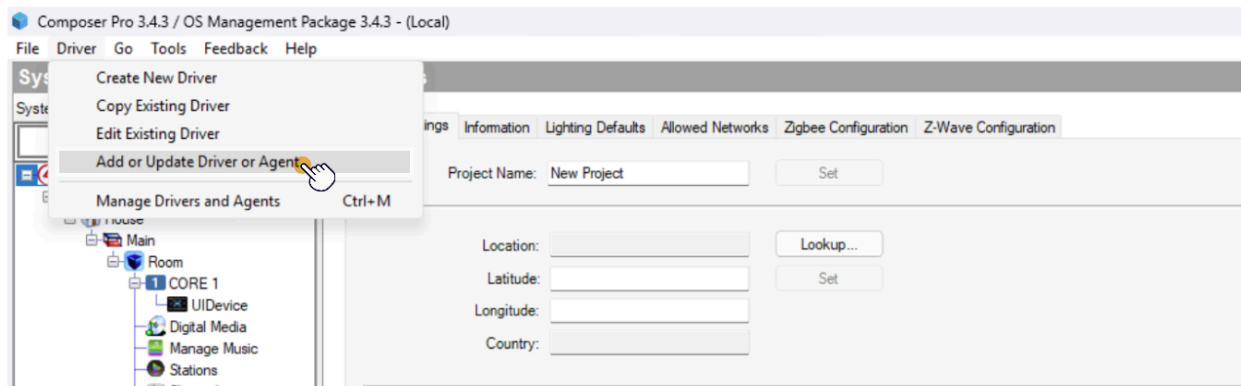 Composer Pro 3.4.3 / OS Management Package 3.4.3 - (Local)
File Driver Go Tools Feedback Help
Create New Driver
Copy Existing Driver
Edit Existing Driver
Add or Update Driver or Agent
Manage Drivers and Agents Ctrl+M
Information Lighting Defaults Allowed Networks Zigbee Configuration Z-Wave Configuration
Project Name: New Project Set
Location: Lookup...
Latitude: Set
Longitude:
Country:
House
Main
Room
1 CORE 1
UIDevice
Digital Media
Manage Music
Stations